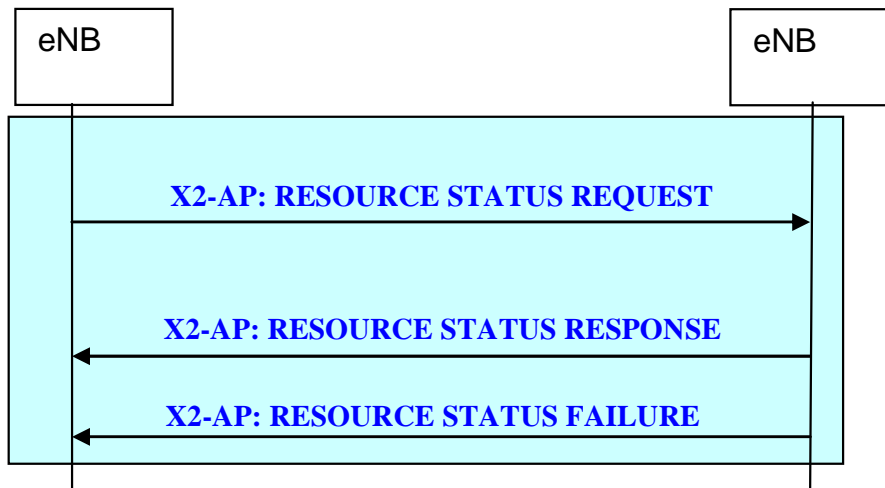 eNB
eNB
X2-AP: RESOURCE STATUS REQUEST
X2-AP: RESOURCE STATUS RESPONSE
X2-AP: RESOURCE STATUS FAILURE